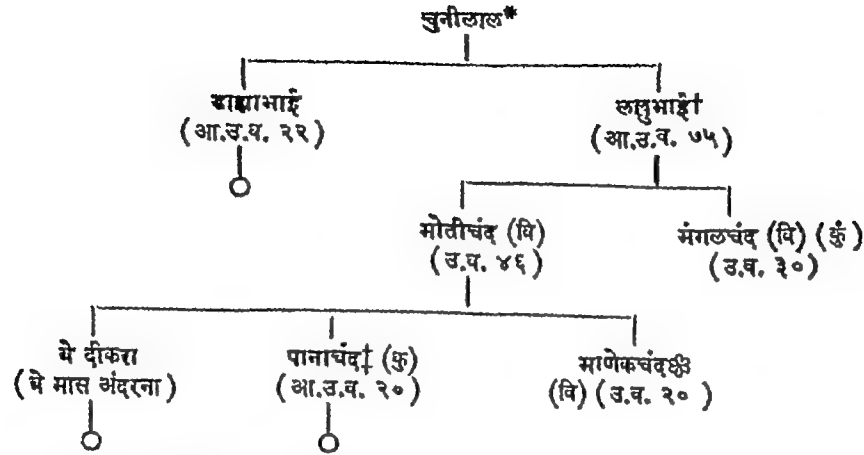 चुनीलाल*
डाह्याभाई
(आ.उ.व. २२)
ललुभाई†
(आ.उ.व. ७५)
मोतीचंद (वि)
(उ.व. ४६)
मंगलचंद (वि) (कुं)
(उ.व. ३०)
बे दीकरा
(बे मास अंदरना)
पानाचंद‡ (कु)
(आ.उ.व. २०)
माणेकचंद
(वि) (उ.व. २०)